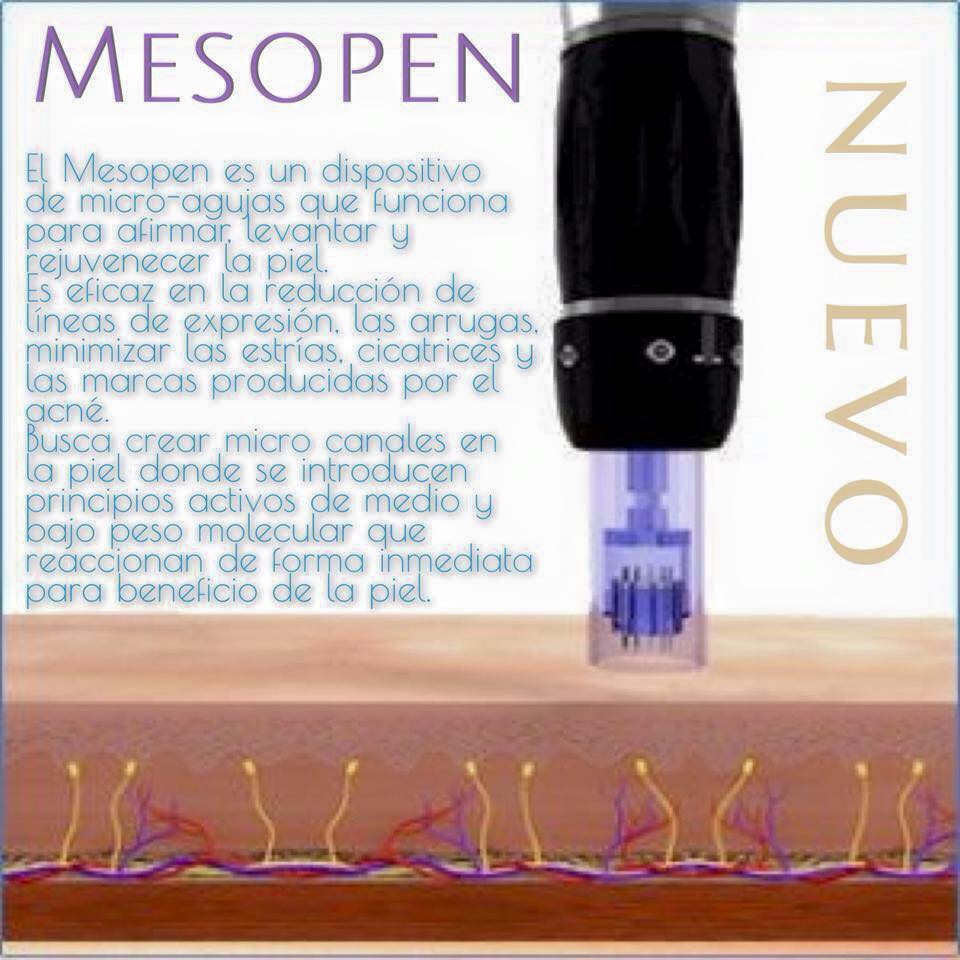 MESOPEN
NUEVO
El Mesopen es un dispositivo
de micro-agujas que funciona
para afirmar, levantar y
rejuvenecer la piel.
Es eficaz en la reducción de
líneas de expresión, las arrugas,
minimizar las estrías, cicatrices y
las marcas producidas por el
acné.
Busca crear micro canales en
la piel donde se introducen
principios activos de medio y
bajo peso molecular que
reaccionan de forma inmediata
para beneficio de la piel.